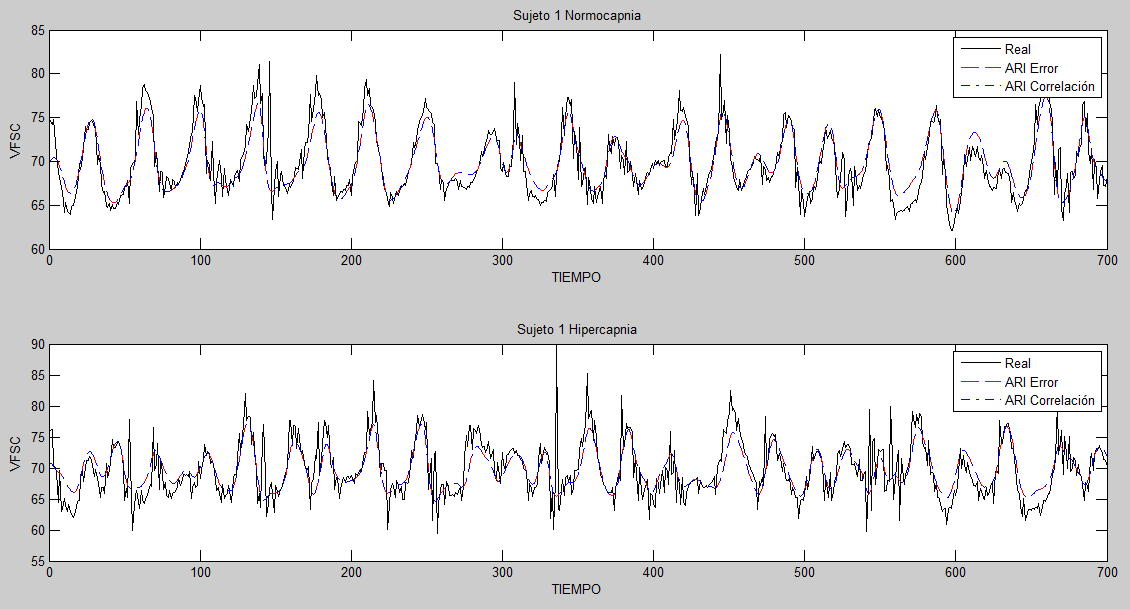 Sujeto 1 Normocapnia
85
80
75
70
65
60
VFSC
Real
ARI Error
ARI Correlación
0 100 200 300 400 500 600 700
TIEMPO
Sujeto 1 Hipercapnia
90
85
80
75
70
65
60
55
VFSC
Real
ARI Error
ARI Correlación
0 100 200 300 400 500 600 700
TIEMPO